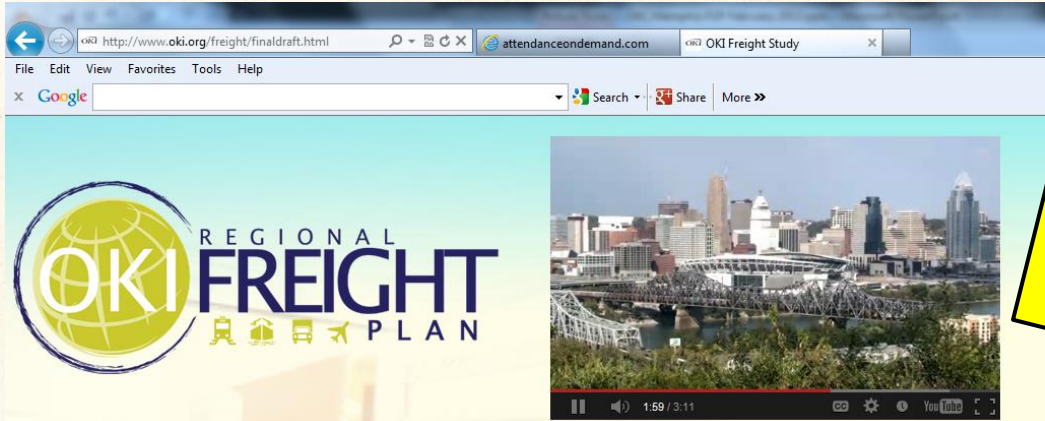 http://www.oki.org/freight/finaldraft.html
attendanceondemand.com
OKI Freight Study
File Edit View Favorites Tools Help
x Google
Search
Share
More »
OKI REGIONAL
FREIGHT
PLAN
1:59 / 3:11
CC
YouTube